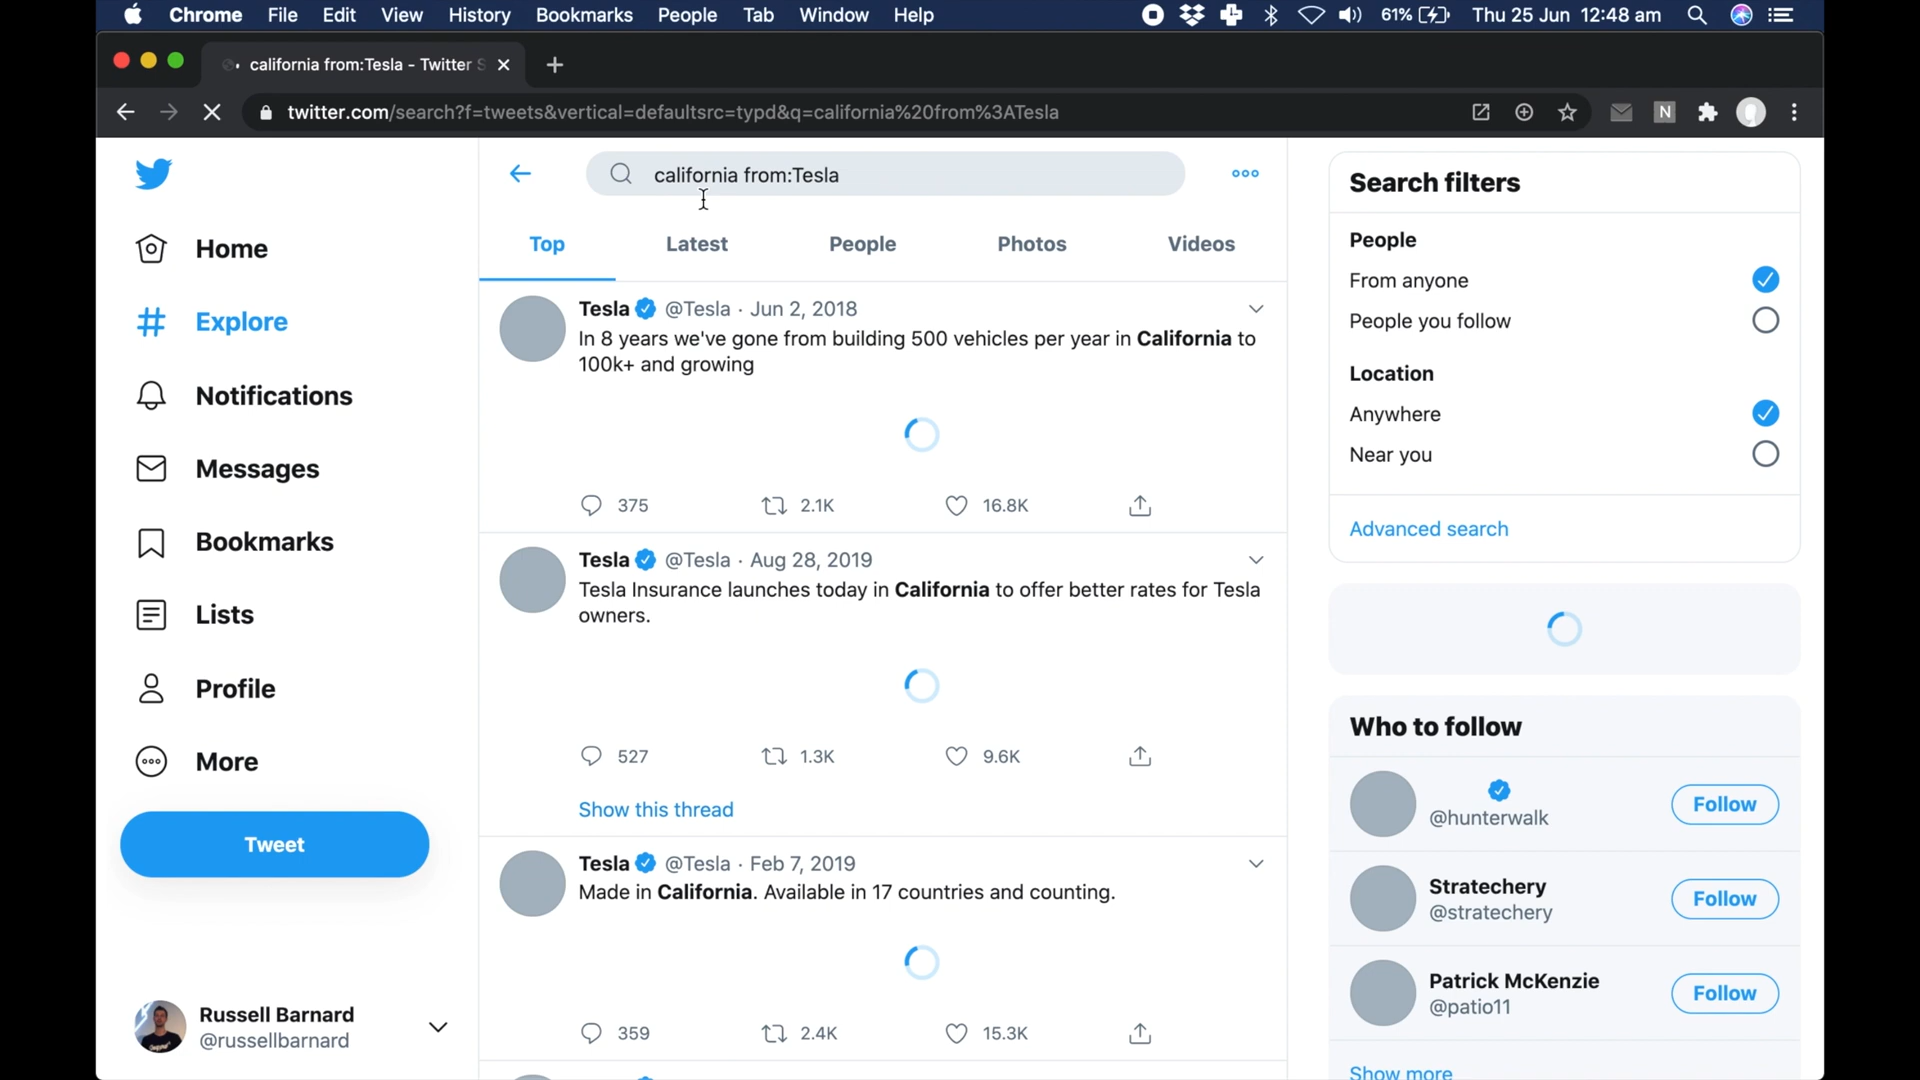 Chrome File Edit View History Bookmarks People Tab Window Help 61% Thu 25 Jun 12:48 am
california from:Tesla - Twitter S
twitter.com/search?f=tweets&vertical=defaultsrc=typd&q=california%20from%3ATesla
N
california from:Tesla
Top Latest People Photos Videos
Home
Explore
Notifications
Messages
Bookmarks
Lists
Profile
More
Tweet
Russell Barnard
@russellbarnard
Tesla @Tesla · Jun 2, 2018
In 8 years we've gone from building 500 vehicles per year in California to
100k+ and growing
375 2.1K 16.8K
Tesla @Tesla · Aug 28, 2019
Tesla Insurance launches today in California to offer better rates for Tesla
owners.
527 1.3K 9.6K
Show this thread
Tesla @Tesla · Feb 7, 2019
Made in California. Available in 17 countries and counting.
359 2.4K 15.3K
Search filters
People
From anyone
People you follow
Location
Anywhere
Near you
Advanced search
Who to follow
@hunterwalk
Follow
Stratechery
@stratechery
Follow
Patrick McKenzie
@patio11
Follow
Show more